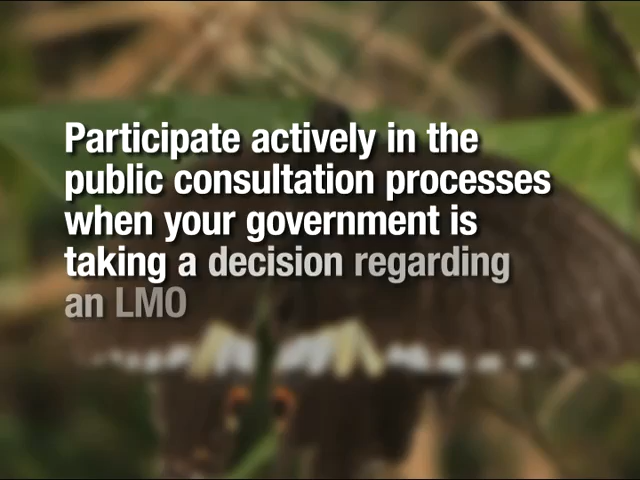 Participate actively in the
public consultation processes
when your government is
taking a decision regarding
an LMO